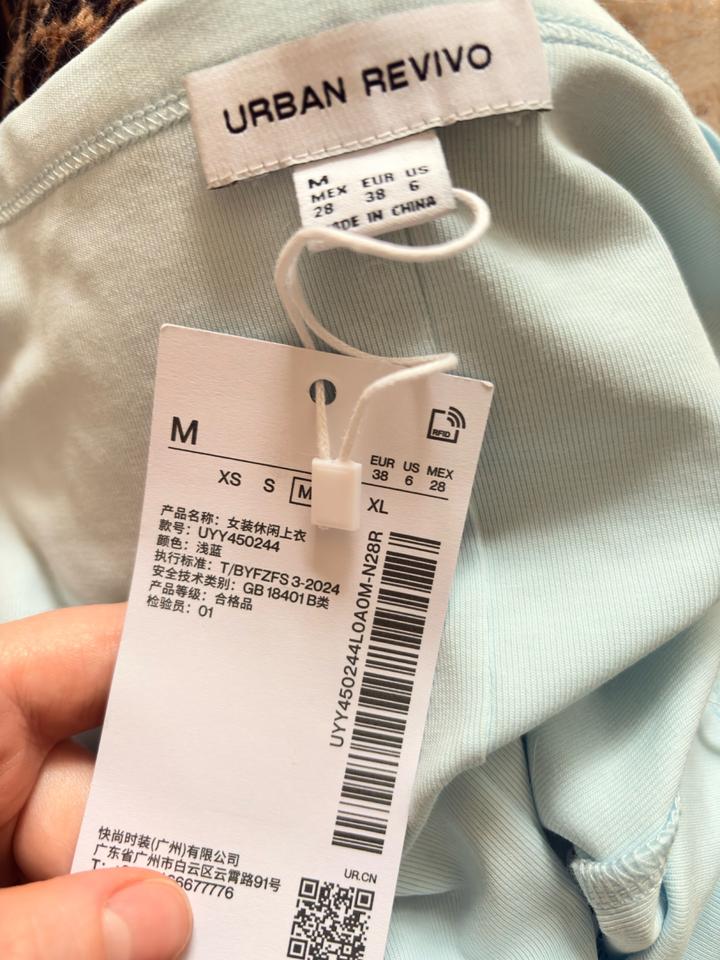 URBAN REVIVO
M
MEX EUR US
28 38 6
IN CHINA
M
RFID
EUR US MEX
38 6 28
XS S M XL
产品名称：女装休闲上衣
款号：UYY450244
颜色：浅蓝
执行标准：T/BYFZFS 3-2024
安全技术类别：GB 18401 B类
产品等级：合格品
检验员：01
UYY450244L0A0M-N28R
快尚时装(广州)有限公司
广东省广州市白云区云霄路91号
UR.CN